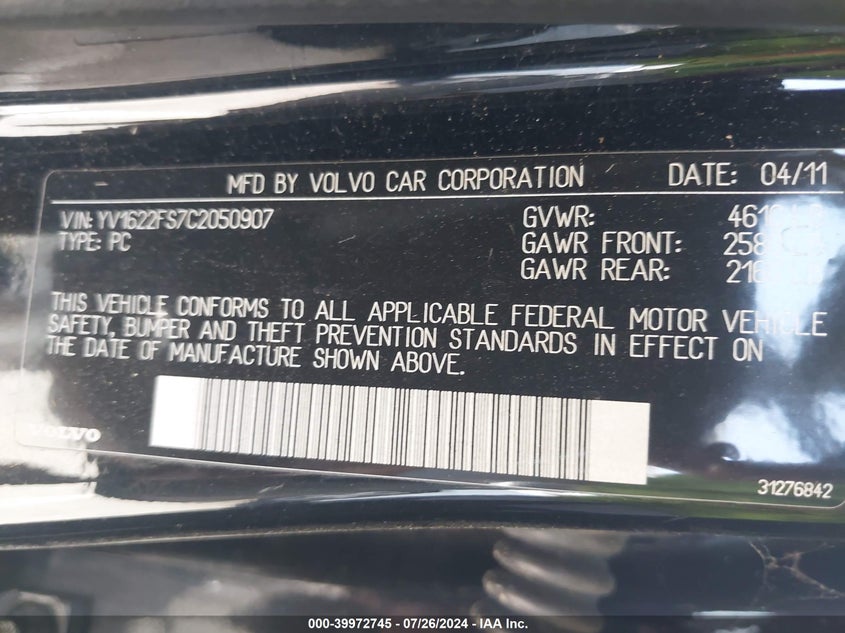 MFD BY VOLVO CAR CORPORATION DATE: 04/11
VIN: YV1622FS7C2050907
TYPE: PC
GVWR:
GAWR FRONT:
GAWR REAR:
THIS VEHICLE CONFORMS TO ALL APPLICABLE FEDERAL MOTOR VEHICLE
SAFETY, BUMPER AND THEFT PREVENTION STANDARDS IN EFFECT ON
THE DATE OF MANUFACTURE SHOWN ABOVE.
VOLVO
31276842
000-39972745 - 07/26/2024 - IAA Inc.